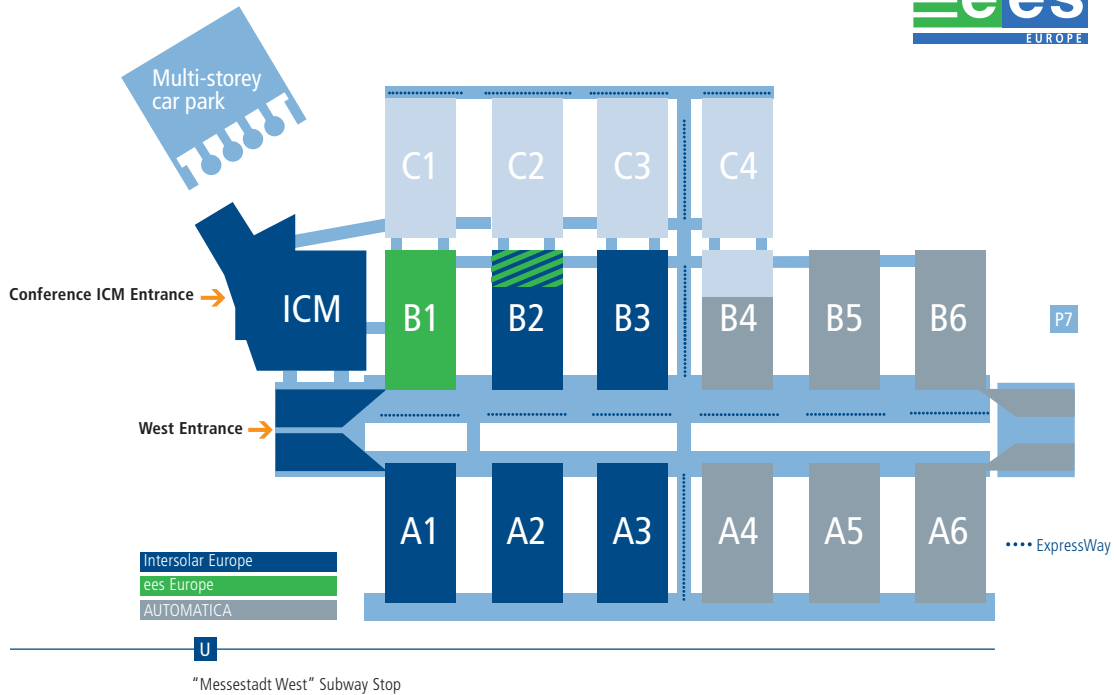 ees
EUROPE
Multi-storey
car park
C1
C2
C3
C4
Conference ICM Entrance
ICM
B1
B2
B3
B4
B5
B6
P7
West Entrance
A1
A2
A3
A4
A5
A6
ExpressWay
Intersolar Europe
ees Europe
AUTOMATICA
U
“Messestadt West” Subway Stop